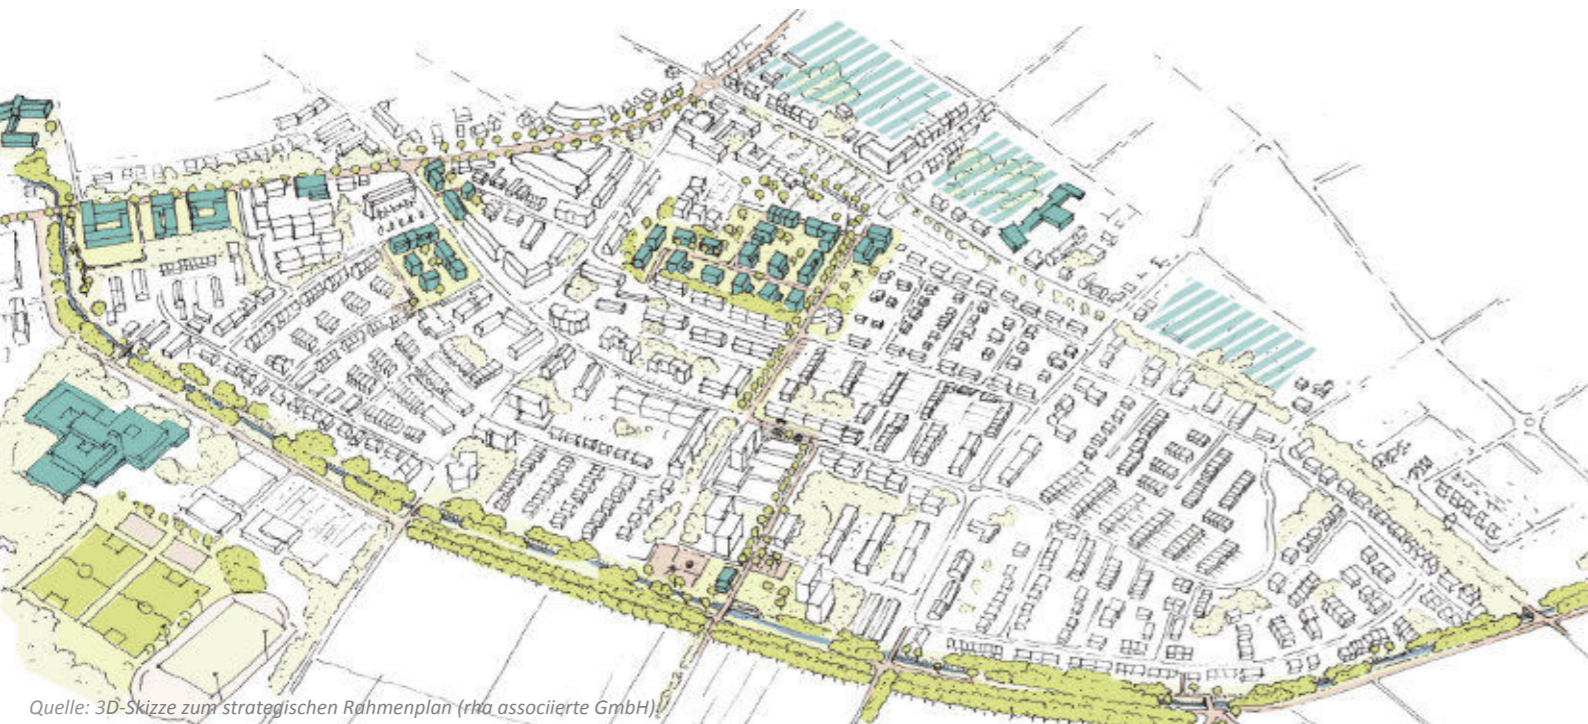 Quelle: 3D-Skizze zum strategischen Rahmenplan (rha associierte GmbH)